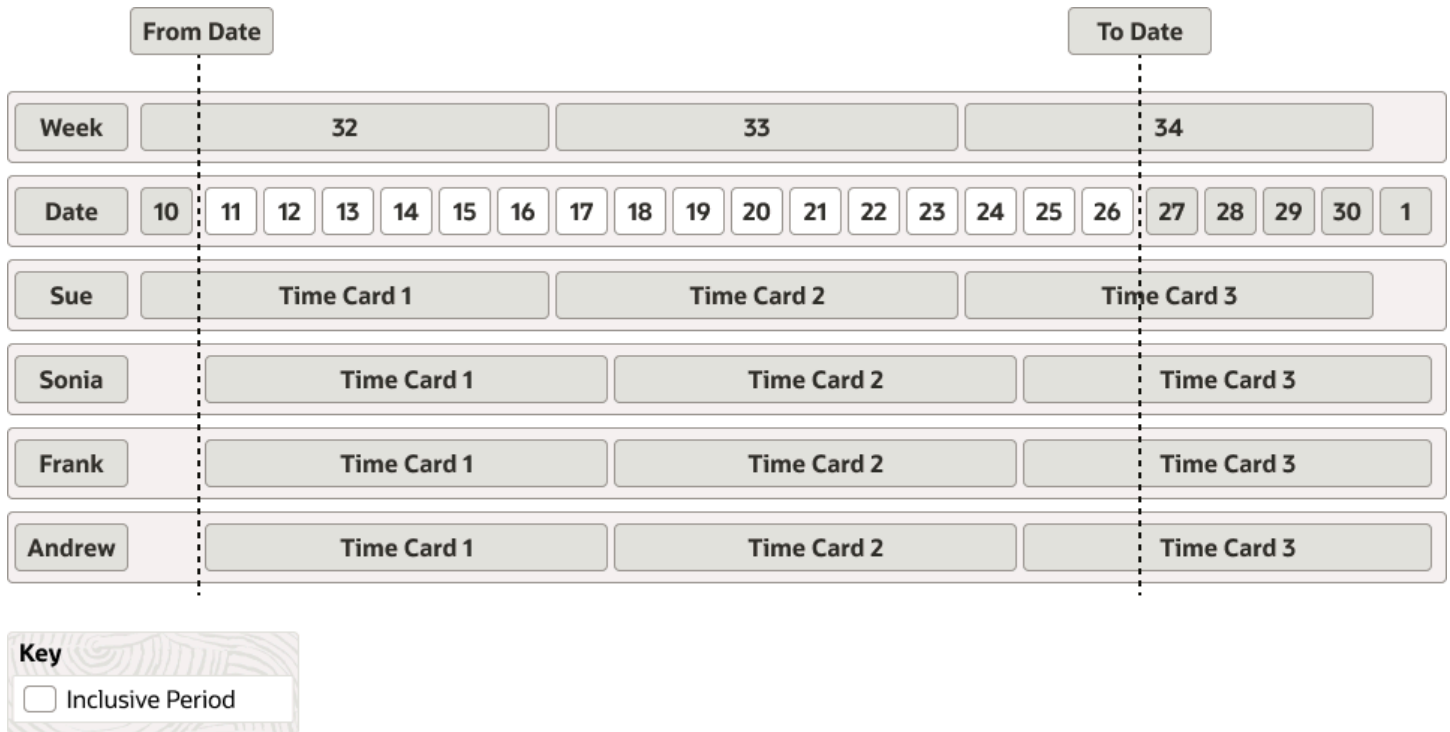 From Date To Date
Week 32 33 34
Date 10 11 12 13 14 15 16 17 18 19 20 21 22 23 24 25 26 27 28 29 30 1
Sue Time Card 1 Time Card 2 Time Card 3
Sonia Time Card 1 Time Card 2 Time Card 3
Frank Time Card 1 Time Card 2 Time Card 3
Andrew Time Card 1 Time Card 2 Time Card 3
Key
Inclusive Period